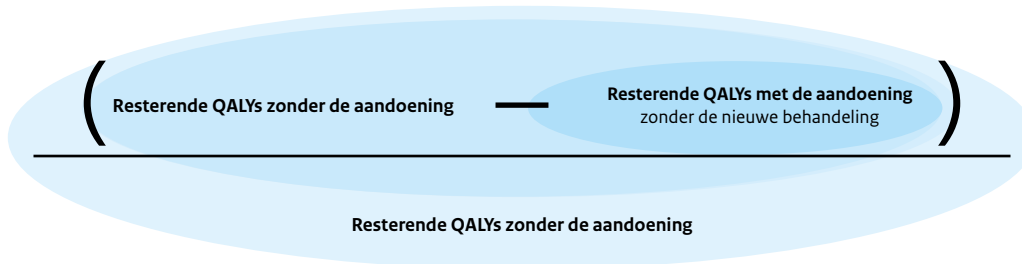 ( Resterende QALYs zonder de aandoening — Resterende QALYs met de aandoening )
zonder de nieuwe behandeling
Resterende QALYs zonder de aandoening